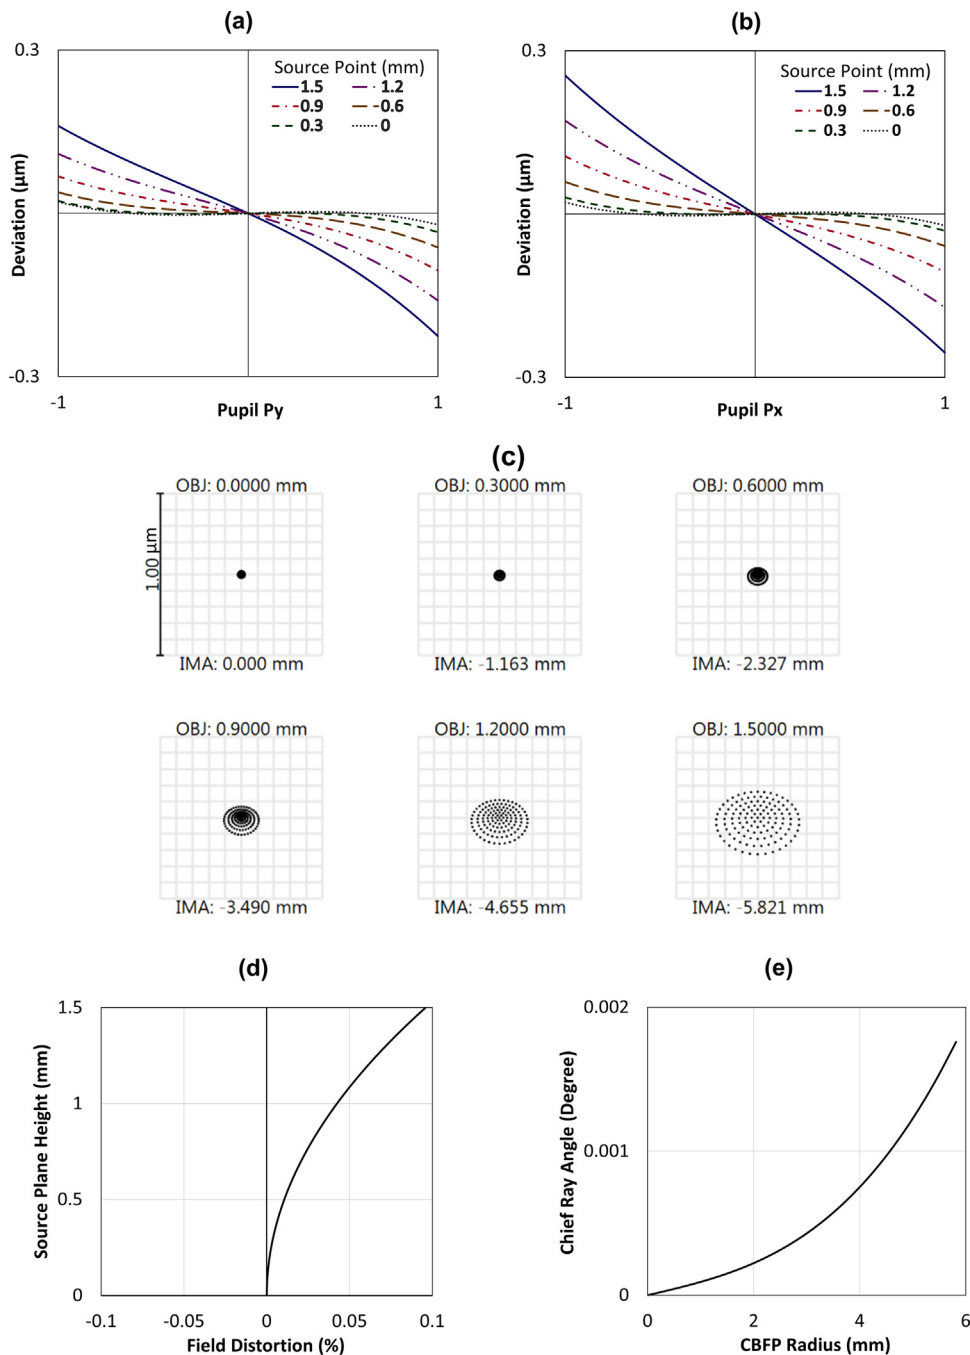 (a)
0.3
Source Point (mm)
1.5 1.2
0.9 0.6
0.3 0
Deviation (µm)
-0.3
-1 1
Pupil Py
(b)
0.3
Source Point (mm)
1.5 1.2
0.9 0.6
0.3 0
Deviation (µm)
-0.3
-1 1
Pupil Px
(c)
OBJ: 0.0000 mm
1.00 µm
IMA: 0.000 mm
OBJ: 0.3000 mm
IMA: -1.163 mm
OBJ: 0.6000 mm
IMA: -2.327 mm
OBJ: 0.9000 mm
IMA: -3.490 mm
OBJ: 1.2000 mm
IMA: -4.655 mm
OBJ: 1.5000 mm
IMA: -5.821 mm
(d)
Source Plane Height (mm)
1.5
1
0.5
0
-0.1 -0.05 0 0.05 0.1
Field Distortion (%)
(e)
Chief Ray Angle (Degree)
0.002
0.001
0
0 2 4 6
CBFP Radius (mm)